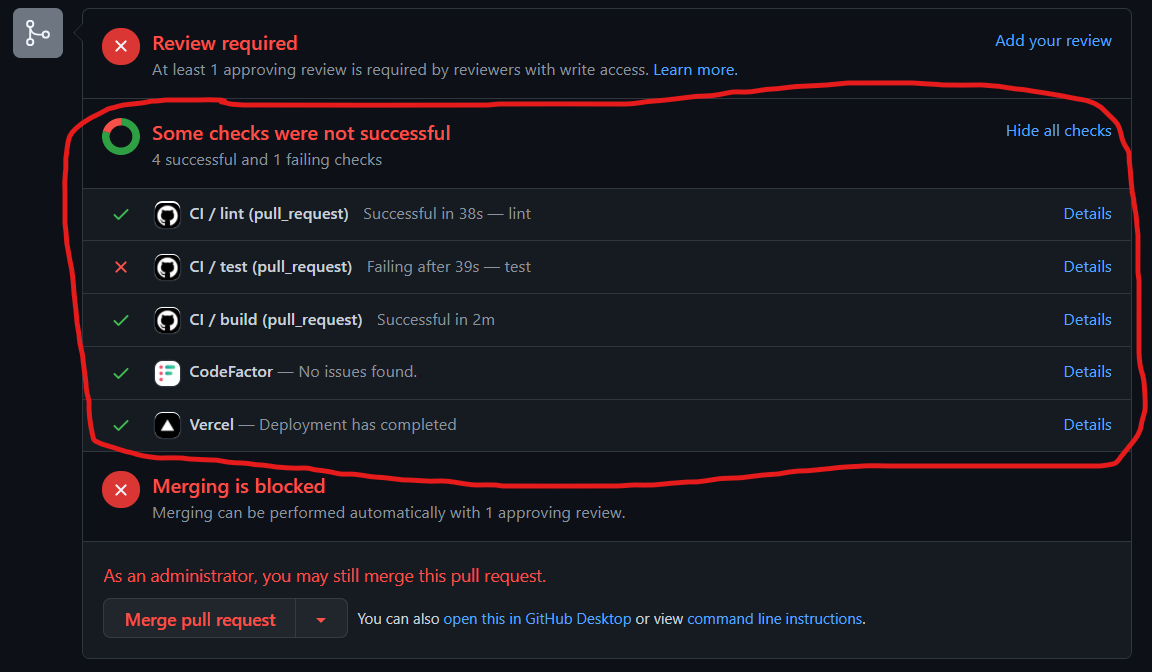 Review required
Add your review
At least 1 approving review is required by reviewers with write access. Learn more.
Some checks were not successful
Hide all checks
4 successful and 1 failing checks
CI / lint (pull_request) Successful in 38s — lint
Details
CI / test (pull_request) Failing after 39s — test
Details
CI / build (pull_request) Successful in 2m
Details
CodeFactor — No issues found.
Details
Vercel — Deployment has completed
Details
Merging is blocked
Merging can be performed automatically with 1 approving review.
As an administrator, you may still merge this pull request.
Merge pull request
You can also open this in GitHub Desktop or view command line instructions.